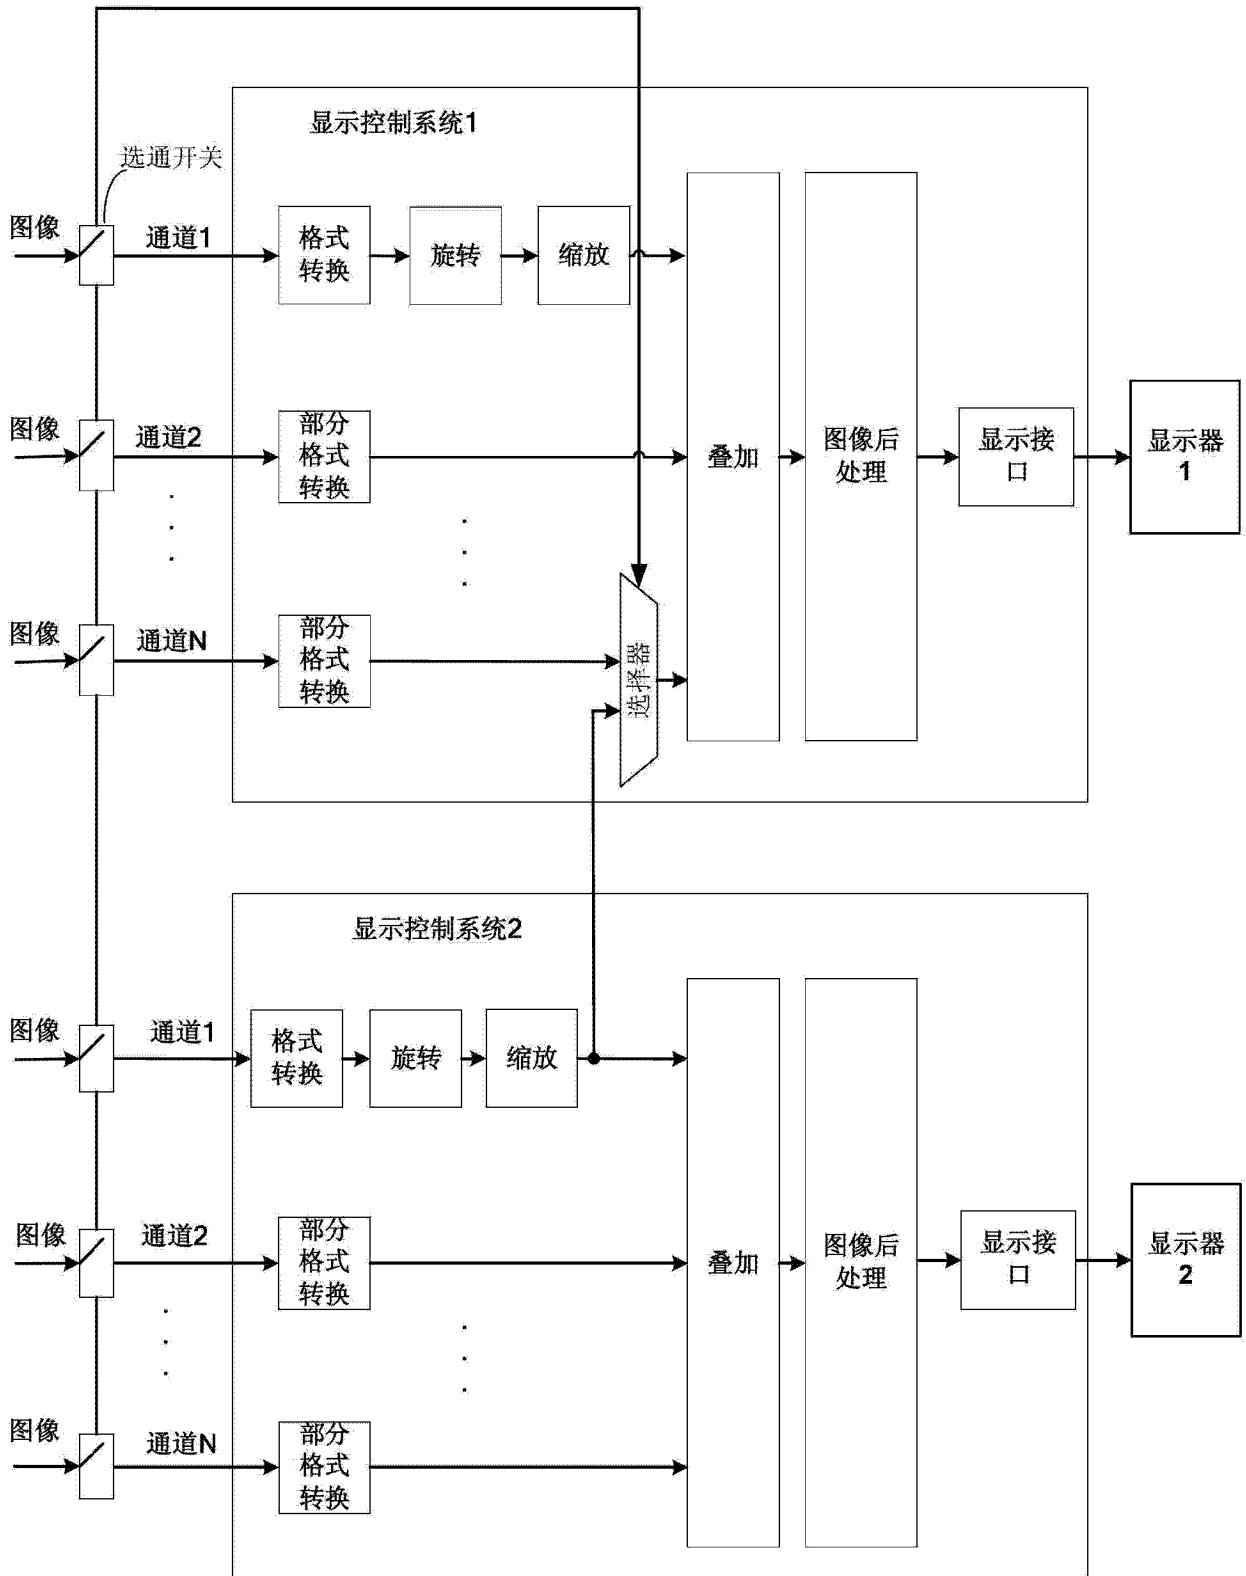 显示控制系统1
选通开关
图像
通道1
格式
转换
旋转
缩放
图像
通道2
部分
格式
转换
叠加
图像后
处理
显示接
口
显示器
1
图像
通道N
部分
格式
转换
选择器
显示控制系统2
图像
通道1
格式
转换
旋转
缩放
图像
通道2
部分
格式
转换
叠加
图像后
处理
显示接
口
显示器
2
图像
通道N
部分
格式
转换